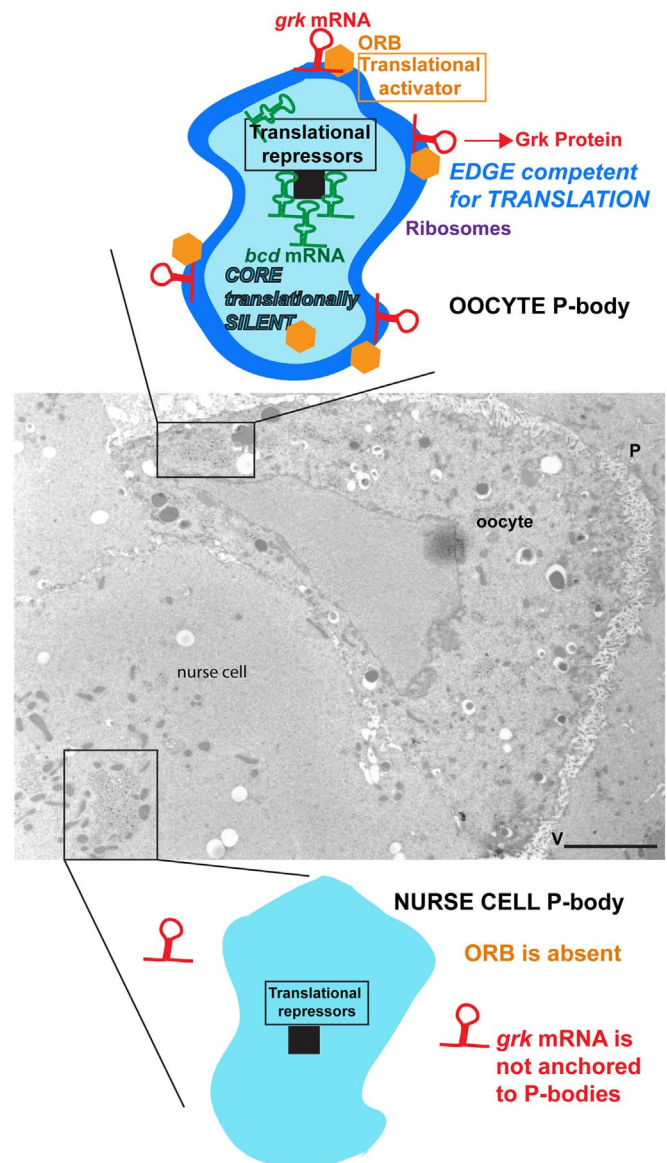 grk mRNA
ORB
Translational
activator
Translational
repressors
Grk Protein
EDGE competent
for TRANSLATION
Ribosomes
bcd mRNA
CORE
translationally
SILENT
OOCYTE P-body
P
oocyte
nurse cell
V
NURSE CELL P-body
ORB is absent
Translational
repressors
grk mRNA is
not anchored
to P-bodies